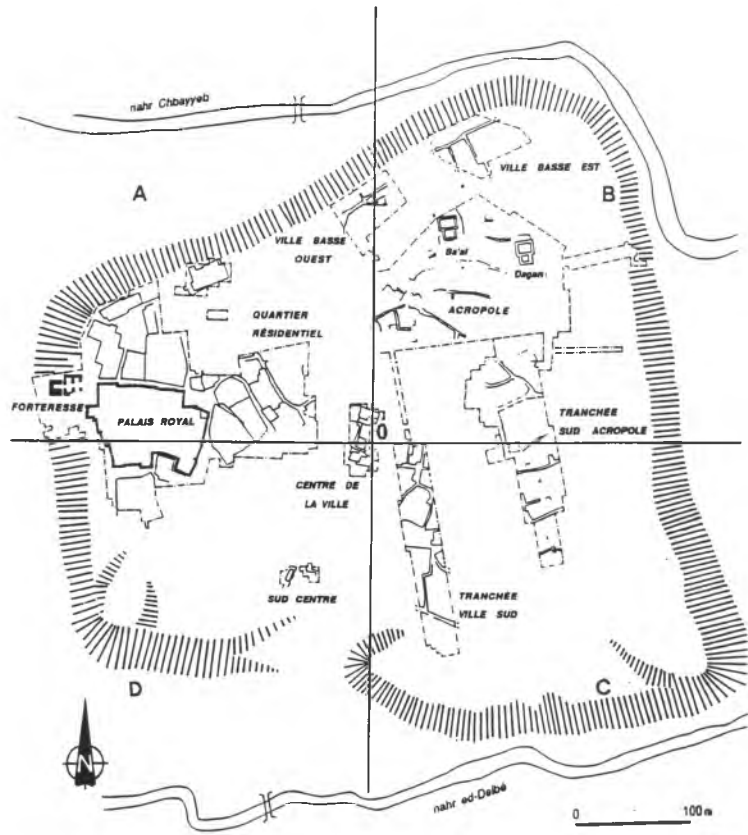 nahr Chbayyeb
A
VILLE BASSE EST
B
VILLE BASSE
OUEST
Ba'al
Dagan
QUARTIER
RÉSIDENTIEL
ACROPOLE
FORTERESSE
PALAIS ROYAL
TRANCHÉE
SUD ACROPOLE
0
CENTRE DE
LA VILLE
SUD CENTRE
TRANCHÉE
VILLE SUD
D
C
N
nahr ed-Delbé
0 100 m